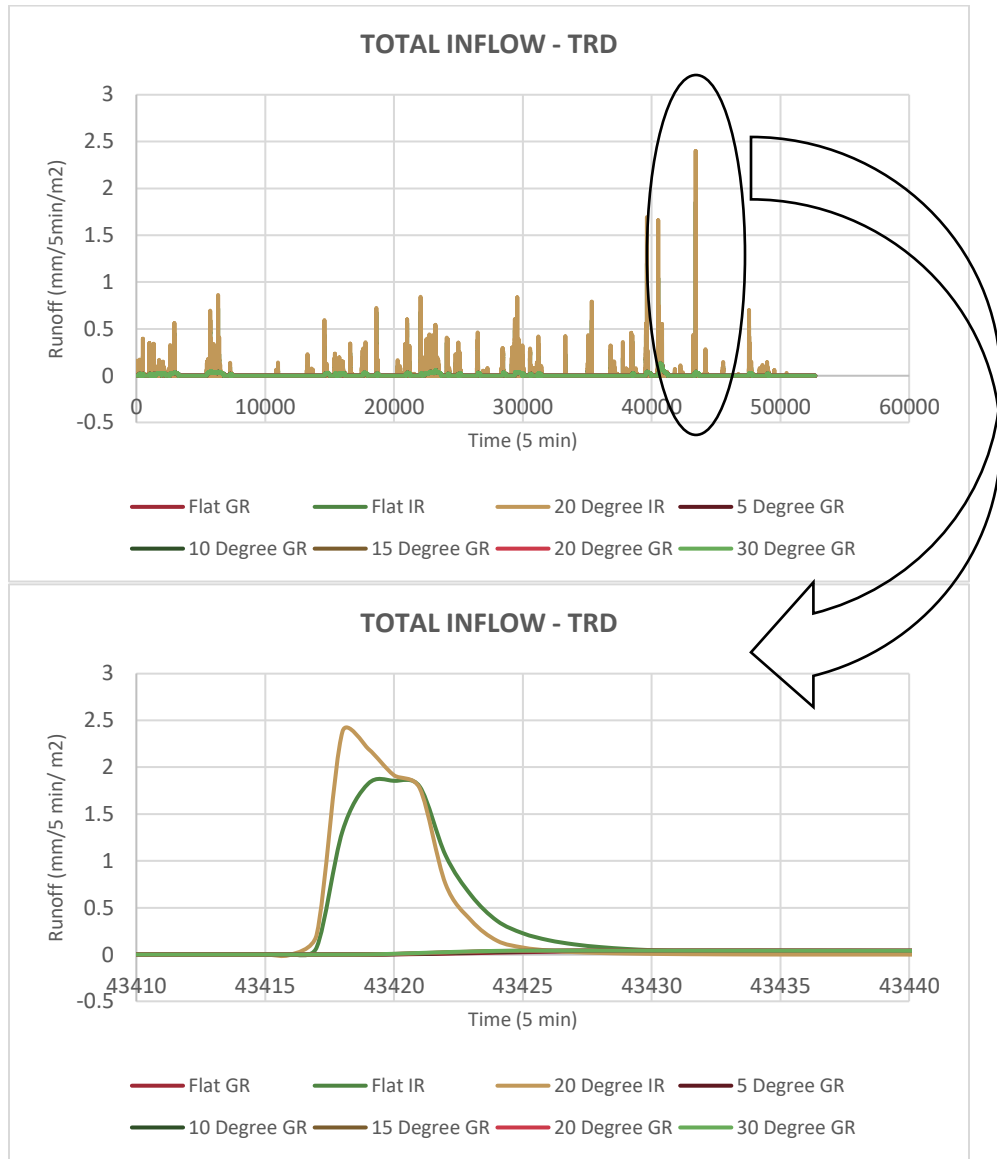 TOTAL INFLOW - TRD
3
2.5
2
1.5
1
0.5
0
-0.5
Runoff (mm/5min/m2)
0 10000 20000 30000 40000 50000 60000
Time (5 min)
Flat GR Flat IR 20 Degree IR 5 Degree GR
10 Degree GR 15 Degree GR 20 Degree GR 30 Degree GR
TOTAL INFLOW - TRD
3
2.5
2
1.5
1
0.5
0
-0.5
Runoff (mm/5 min/ m2)
43410 43415 43420 43425 43430 43435 43440
Time (5 min)
Flat GR Flat IR 20 Degree IR 5 Degree GR
10 Degree GR 15 Degree GR 20 Degree GR 30 Degree GR